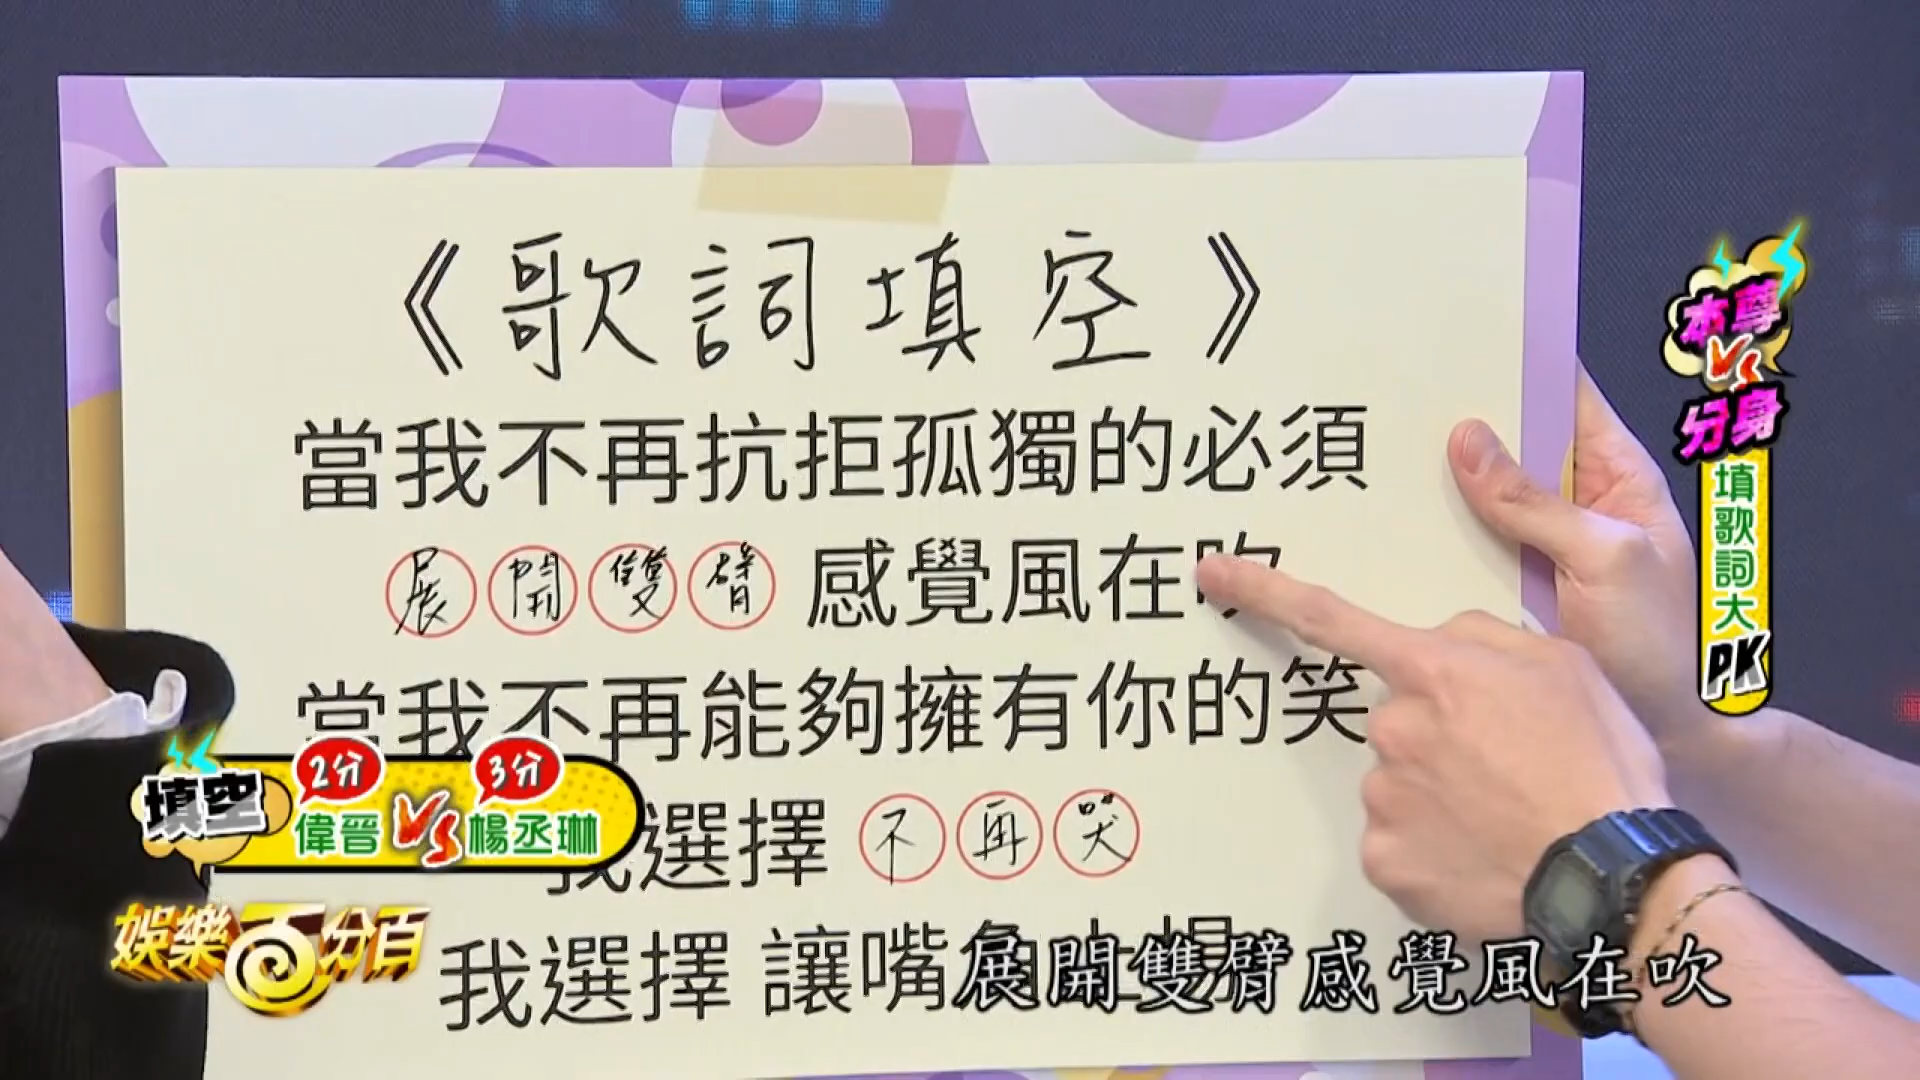 《歌詞填空》
當我不再抗拒孤獨的必須
展開雙臂 感覺風在吹
當我不再能夠擁有你的笑
我選擇 不再哭
我選擇 讓嘴角上揚
本尊
VS
分身
填歌詞大
PK
填空
2分
偉晉
VS
3分
楊丞琳
娛樂百分百
展開雙臂感覺風在吹